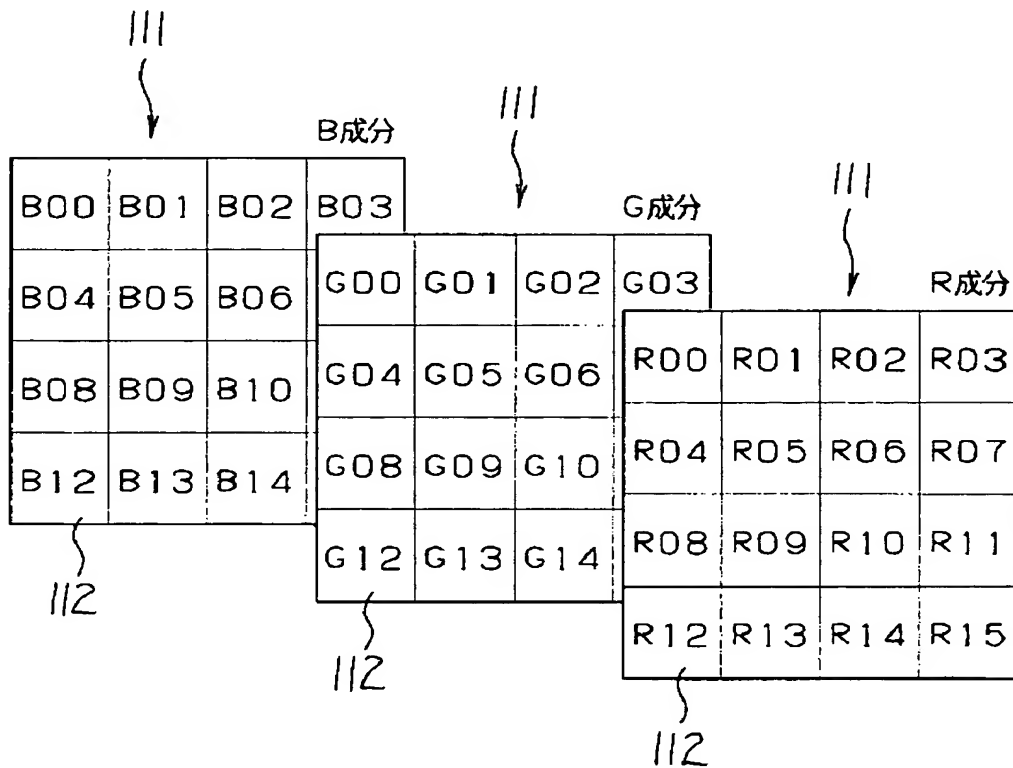 111
B成分
B00 B01 B02 B03
B04 B05 B06
B08 B09 B10
B12 B13 B14
112
111
G成分
G00 G01 G02 G03
G04 G05 G06
G08 G09 G10
G12 G13 G14
112
111
R成分
R00 R01 R02 R03
R04 R05 R06 R07
R08 R09 R10 R11
R12 R13 R14 R15
112